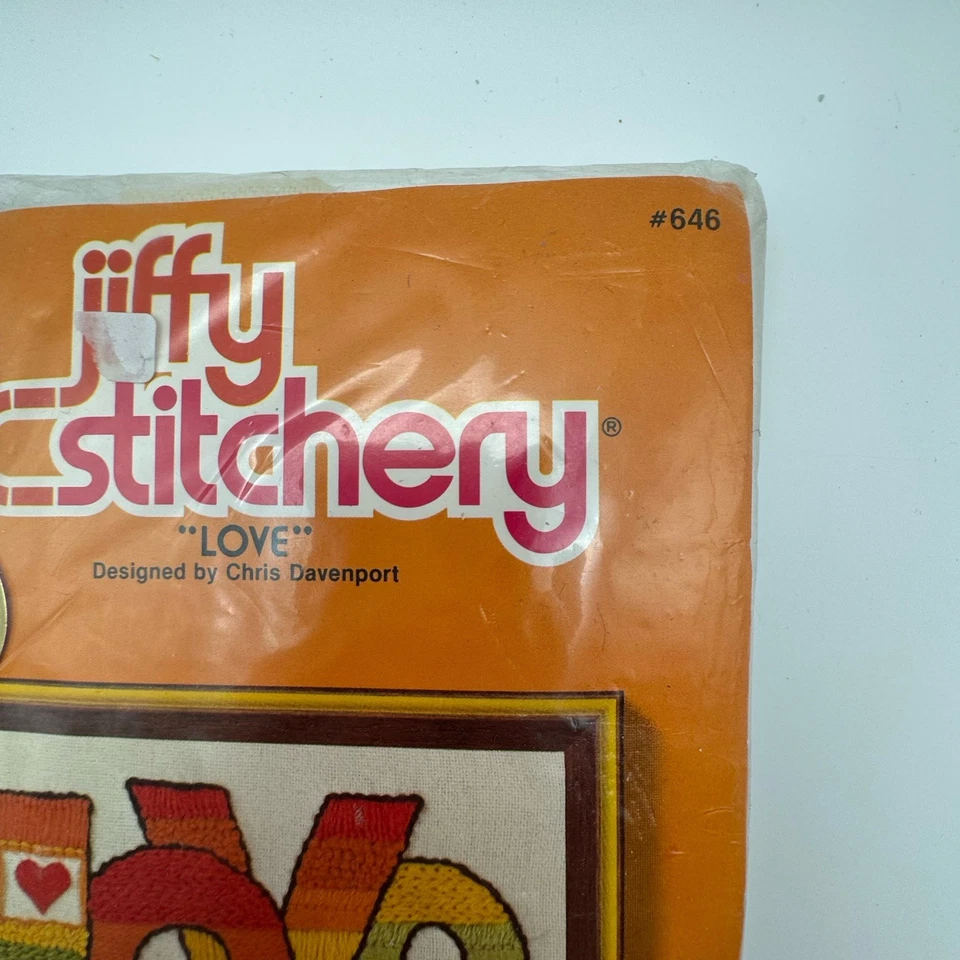 #646
jiffy
stitchery®
"LOVE"
Designed by Chris Davenport